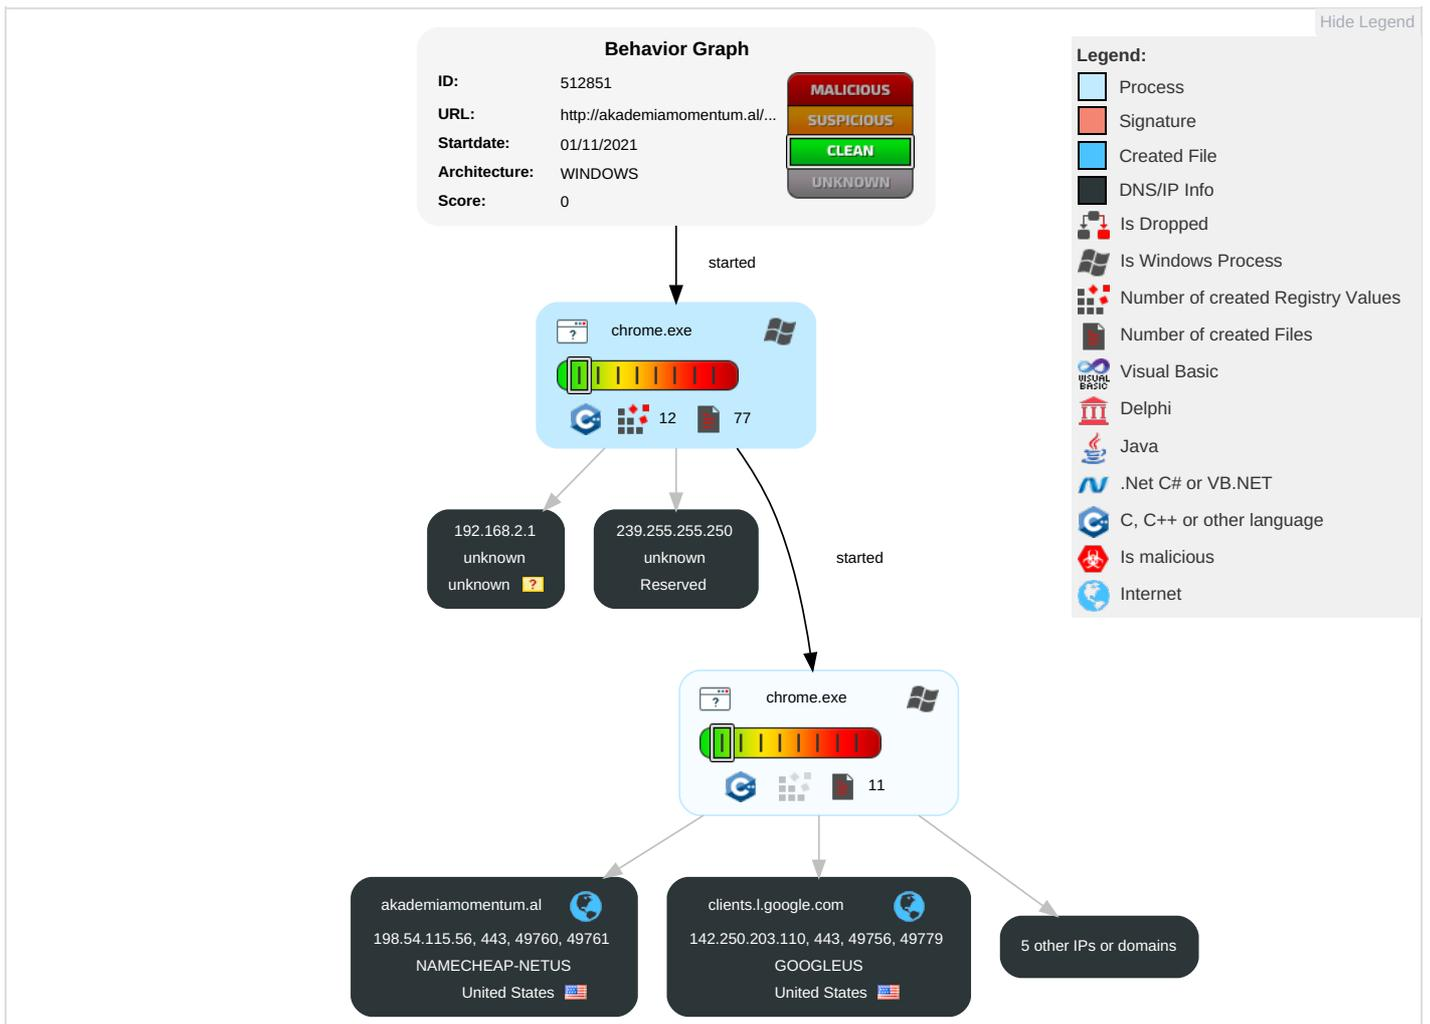 Hide Legend
Behavior Graph
ID: 512851
URL: http://akademiamomentum.al/...
Startdate: 01/11/2021
Architecture: WINDOWS
Score: 0
MALICIOUS
SUSPICIOUS
CLEAN
UNKNOWN
Legend:
Process
Signature
Created File
DNS/IP Info
Is Dropped
Is Windows Process
Number of created Registry Values
Number of created Files
VISUAL
BASIC
Visual Basic
Delphi
Java
.Net C# or VB.NET
C, C++ or other language
Is malicious
Internet
started
chrome.exe
12 77
192.168.2.1
unknown
unknown
239.255.255.250
unknown
Reserved
started
chrome.exe
11
akademiamomentum.al
198.54.115.56, 443, 49760, 49761
NAMECHEAP-NETUS
United States
clients.l.google.com
142.250.203.110, 443, 49756, 49779
GOOGLEUS
United States
5 other IPs or domains